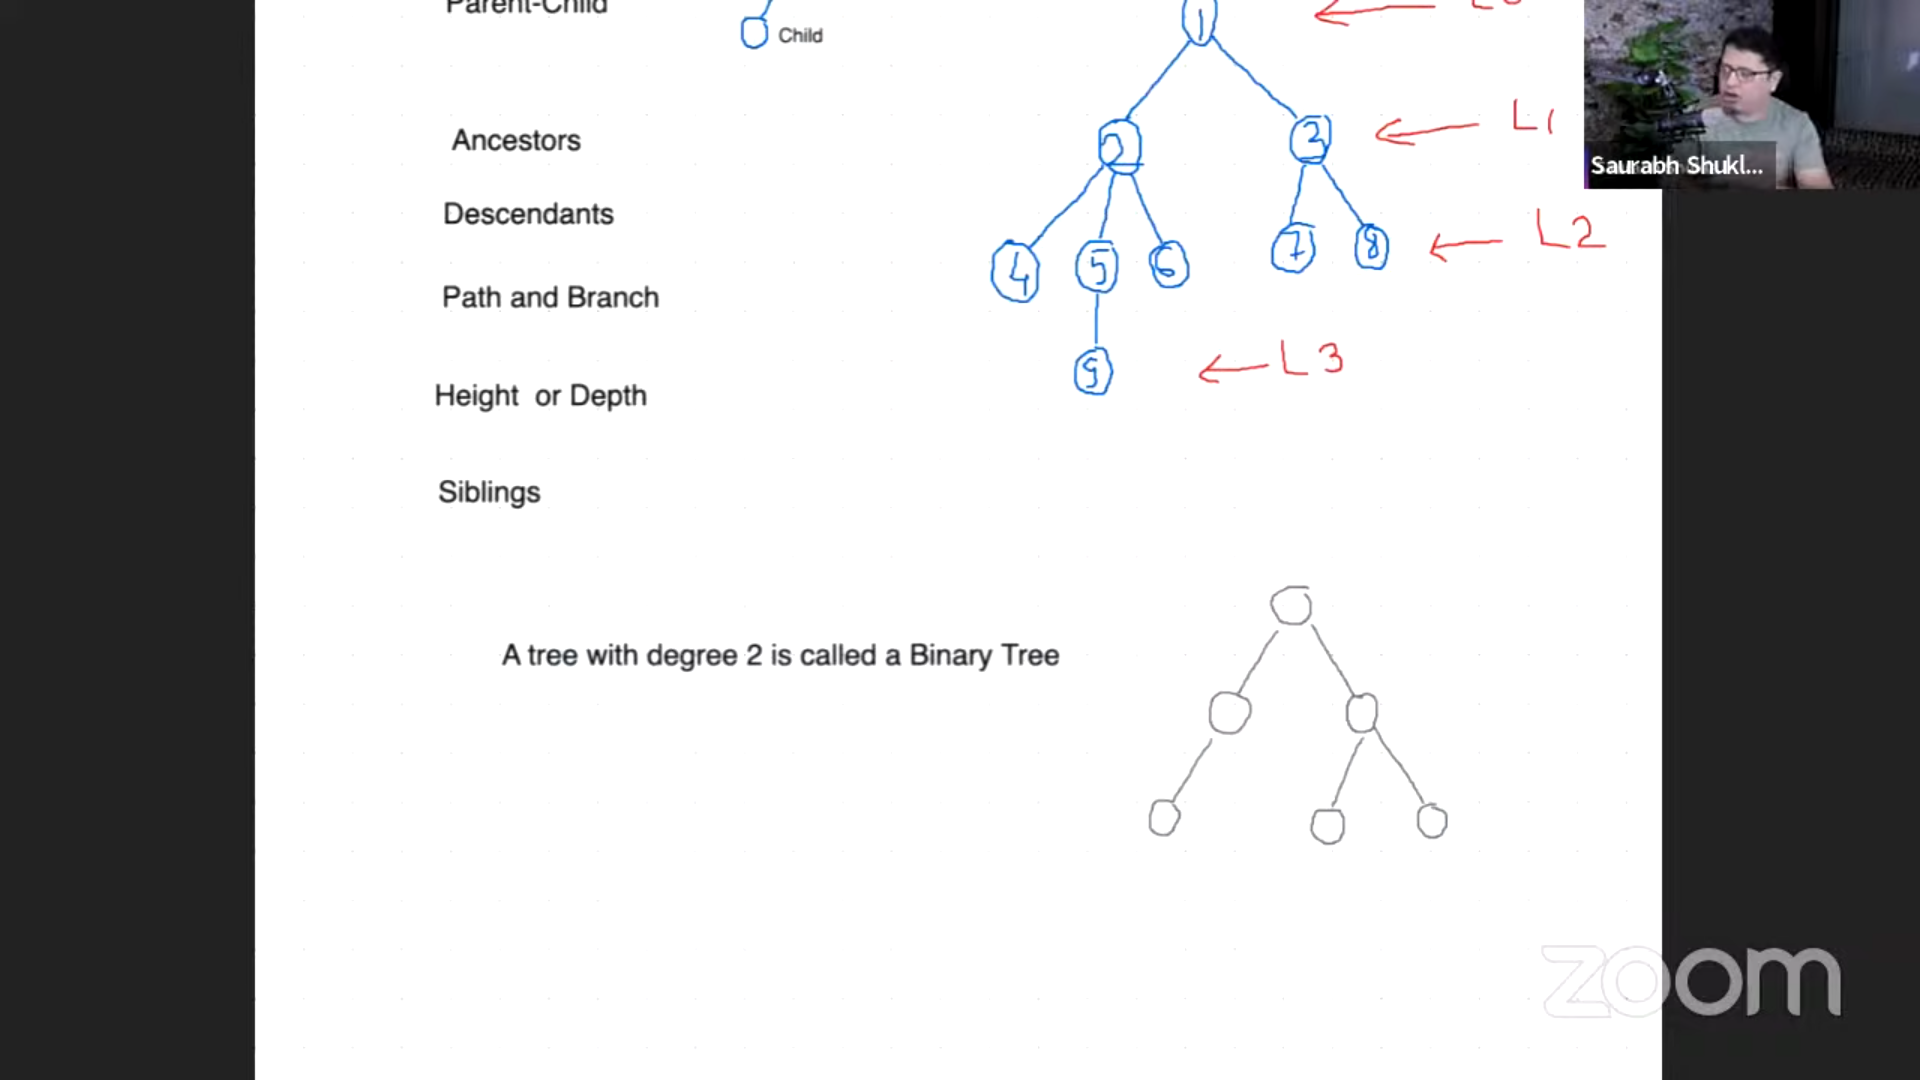 Parent-Child
Child
1
L0
2
3
L1
Ancestors
Descendants
4
5
6
7
8
L2
Path and Branch
9
L3
Height or Depth
Siblings
A tree with degree 2 is called a Binary Tree
Saurabh Shukl...
zoom